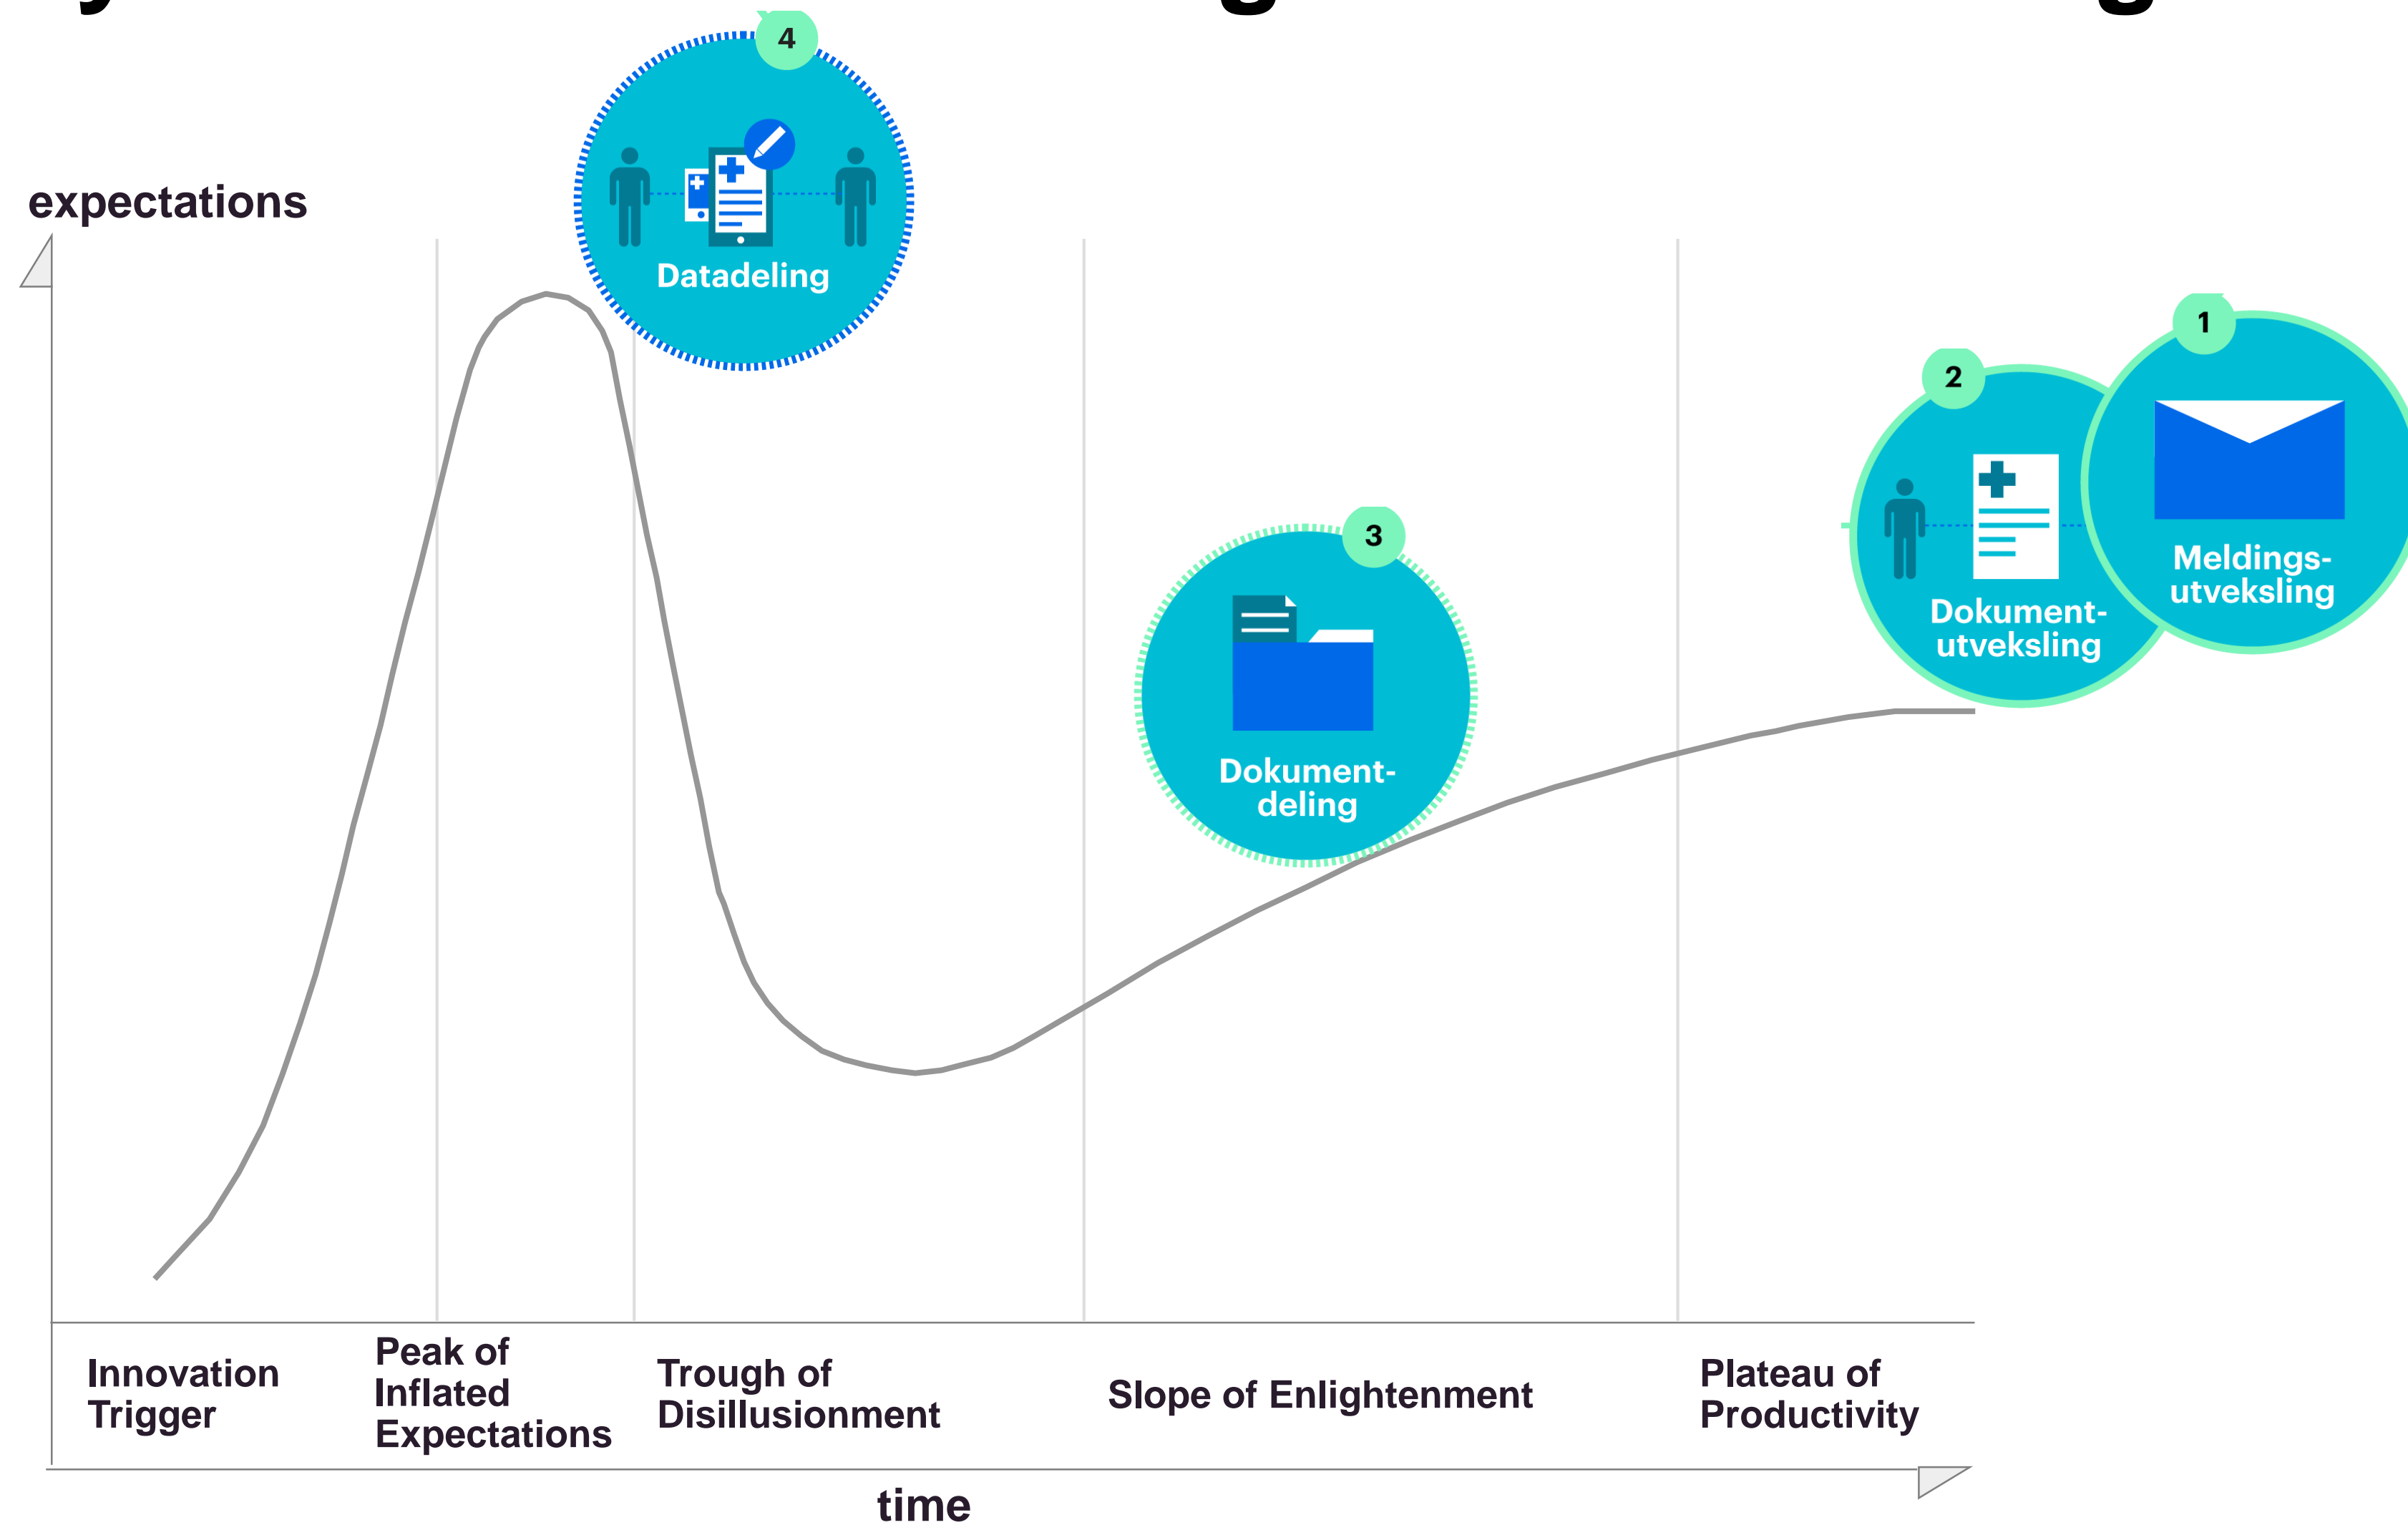 4
expectations
Datadeling
1
2
Meldings-
utveksling
3
Dokument-
utveksling
Dokument-
deling
Innovation
Trigger
Peak of
Inflated
Expectations
Trough of
Disillusionment
Slope of Enlightenment
Plateau of
Productivity
time